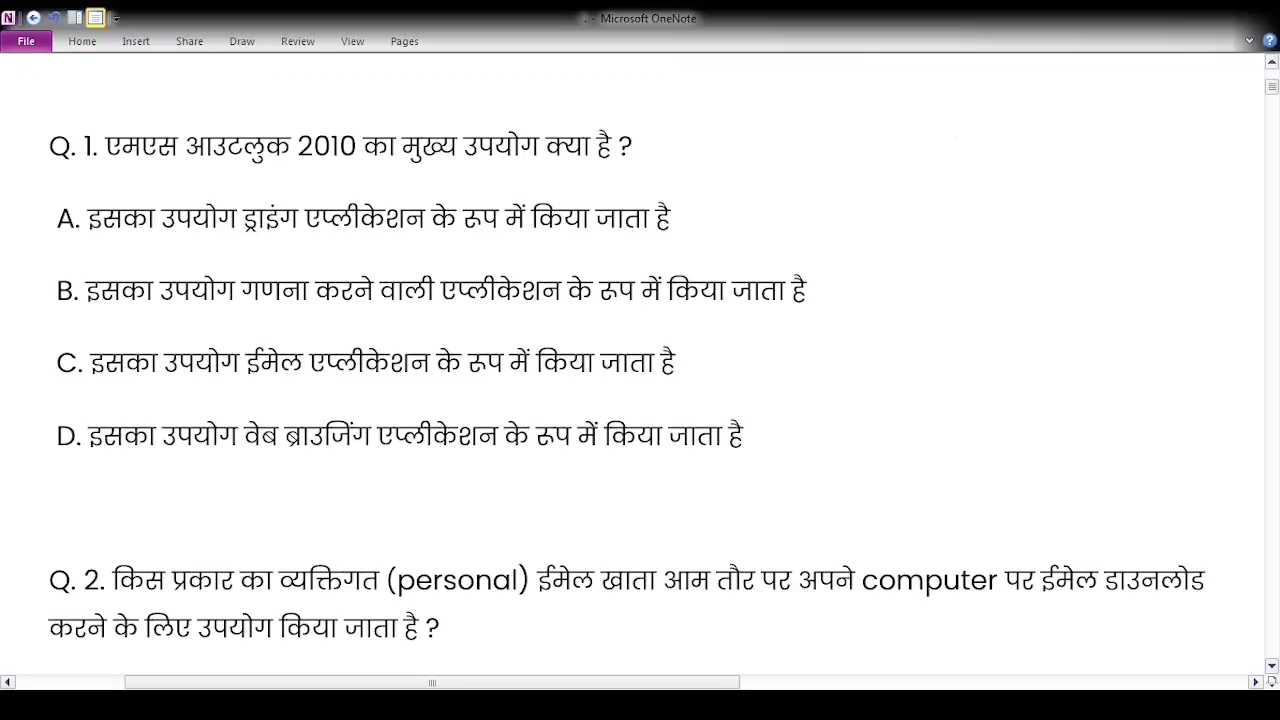 . - Microsoft OneNote
File Home Insert Share Draw Review View Pages
Q. 1. एमएस आउटलुक 2010 का मुख्य उपयोग क्या है ?
A. इसका उपयोग ड्राइंग एप्लीकेशन के रूप में किया जाता है
B. इसका उपयोग गणना करने वाली एप्लीकेशन के रूप में किया जाता है
C. इसका उपयोग ईमेल एप्लीकेशन के रूप में किया जाता है
D. इसका उपयोग वेब ब्राउजिंग एप्लीकेशन के रूप में किया जाता है
Q. 2. किस प्रकार का व्यक्तिगत (personal) ईमेल खाता आम तौर पर अपने computer पर ईमेल डाउनलोड
करने के लिए उपयोग किया जाता है ?